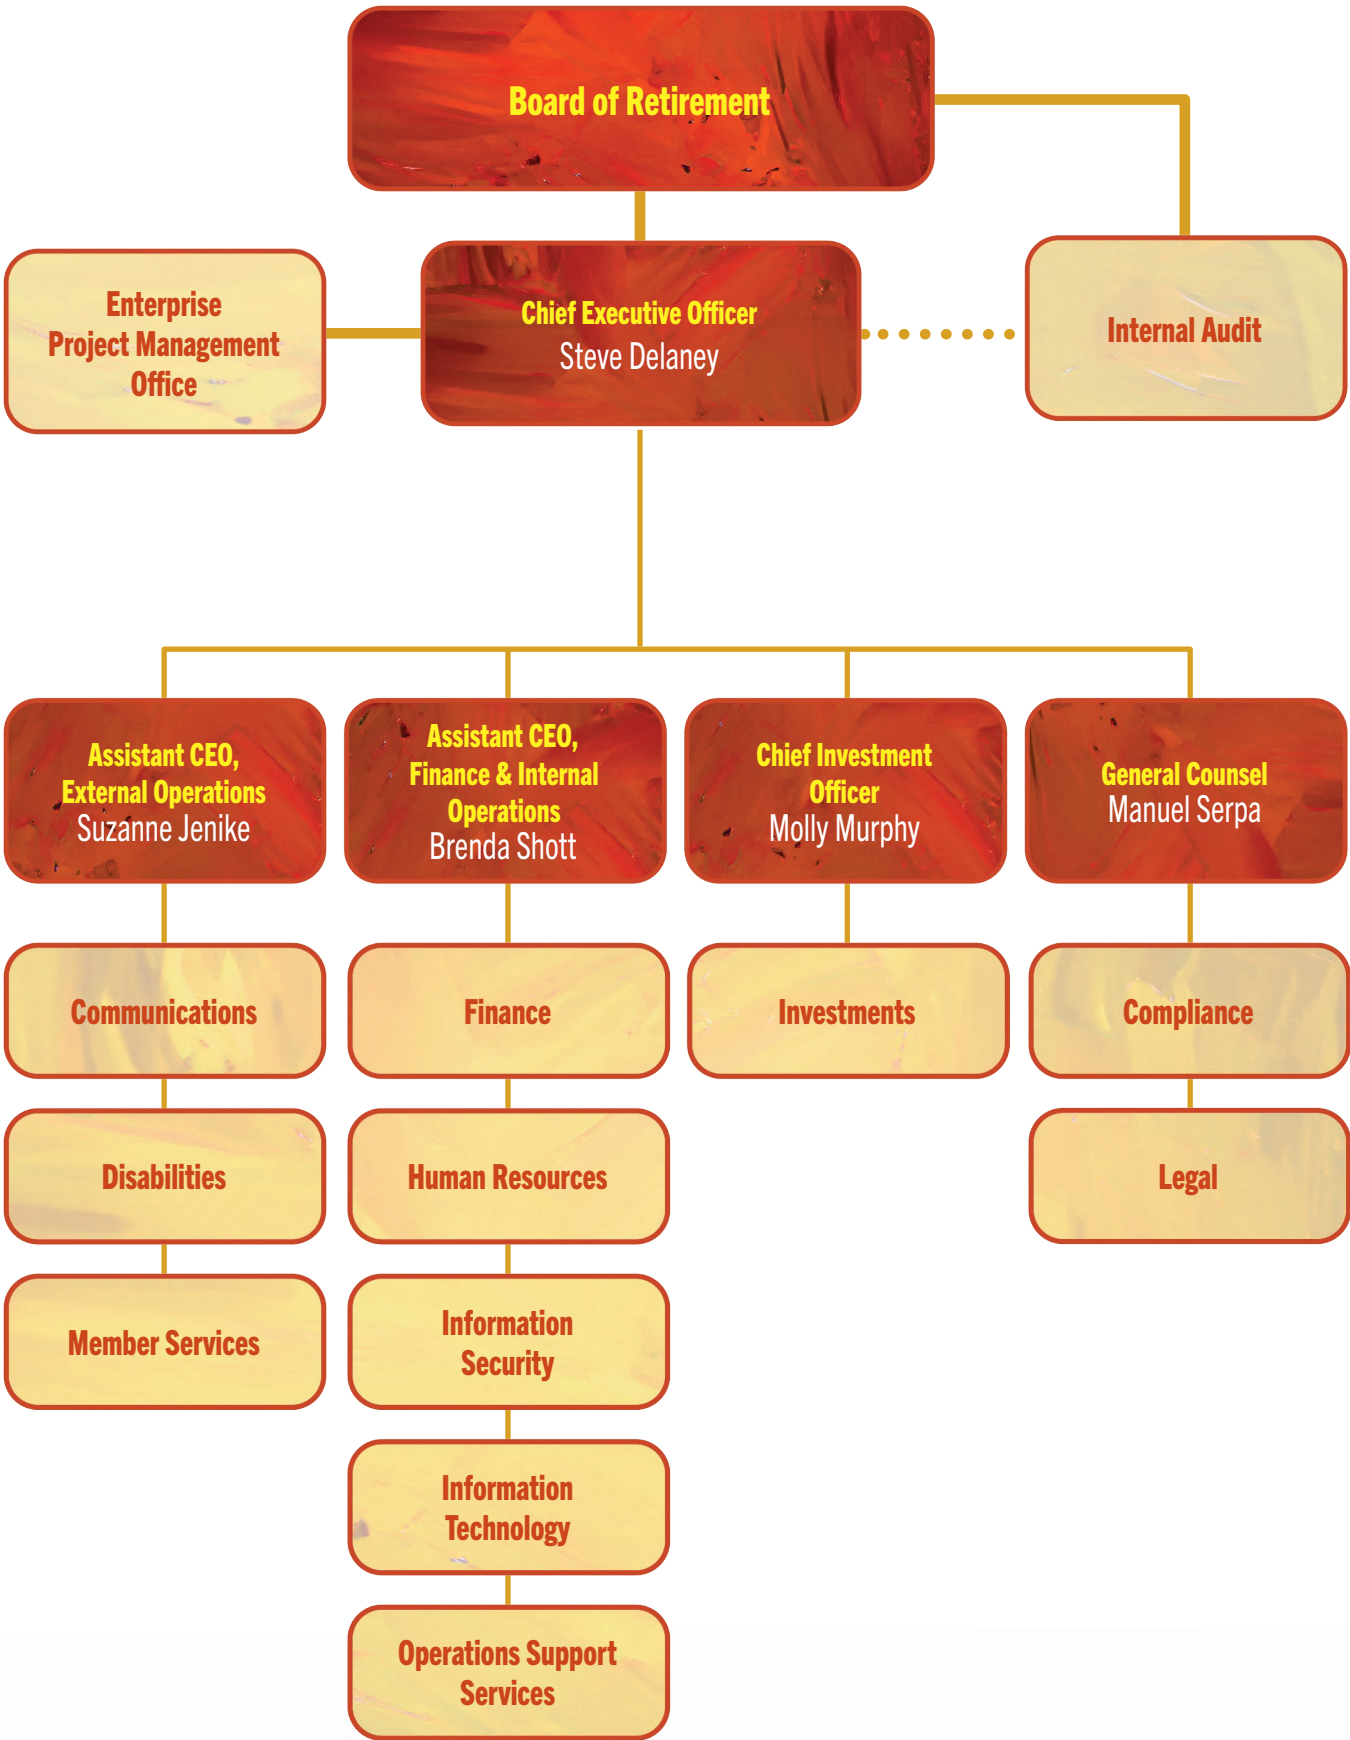 Board of Retirement
Enterprise
Project Management
Office
Chief Executive Officer
Steve Delaney
Internal Audit
Assistant CEO,
External Operations
Suzanne Jenike
Assistant CEO,
Finance & Internal
Operations
Brenda Shott
Chief Investment
Officer
Molly Murphy
General Counsel
Manuel Serpa
Communications
Finance
Investments
Compliance
Disabilities
Human Resources
Legal
Member Services
Information
Security
Information
Technology
Operations Support
Services